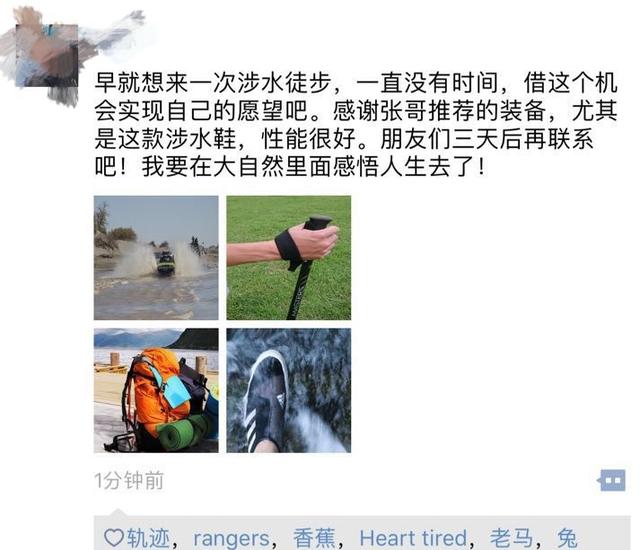 早就想来一次涉水徒步，一直没有时间，借这个机
会实现自己的愿望吧。感谢张哥推荐的装备，尤其
是这款涉水鞋，性能很好。朋友们三天后再联系
吧！我要在大自然里面感悟人生去了！
1分钟前
轨迹，rangers，香蕉，Heart tired，老马，兔